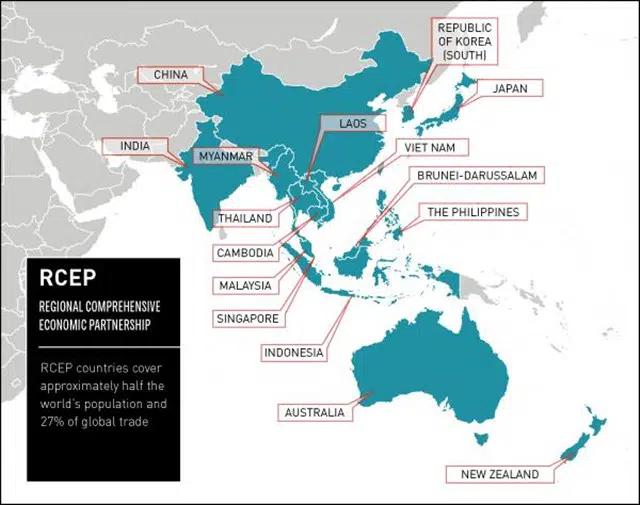 REPUBLIC
OF KOREA
(SOUTH)
CHINA
JAPAN
LAOS
INDIA
MYANMAR
VIET NAM
BRUNEI-DARUSSALAM
THAILAND
THE PHILIPPINES
CAMBODIA
MALAYSIA
SINGAPORE
INDONESIA
AUSTRALIA
NEW ZEALAND
RCEP
REGIONAL COMPREHENSIVE
ECONOMIC PARTNERSHIP
RCEP countries cover
approximately half the
world's population and
27% of global trade